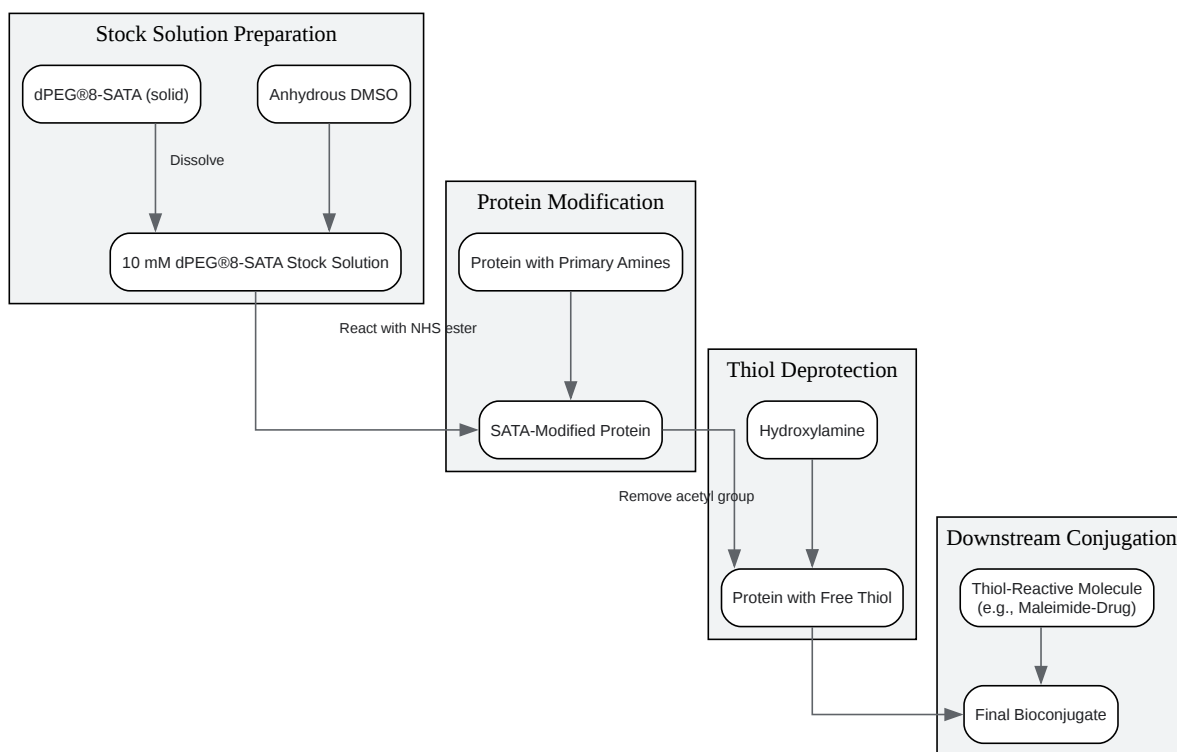 Stock Solution Preparation
dPEG®8-SATA (solid)
Anhydrous DMSO
Dissolve
10 mM dPEG®8-SATA Stock Solution
React with NHS ester
Protein Modification
Protein with Primary Amines
SATA-Modified Protein
Remove acetyl group
Thiol Deprotection
Hydroxylamine
Protein with Free Thiol
Downstream Conjugation
Thiol-Reactive Molecule
(e.g., Maleimide-Drug)
Final Bioconjugate